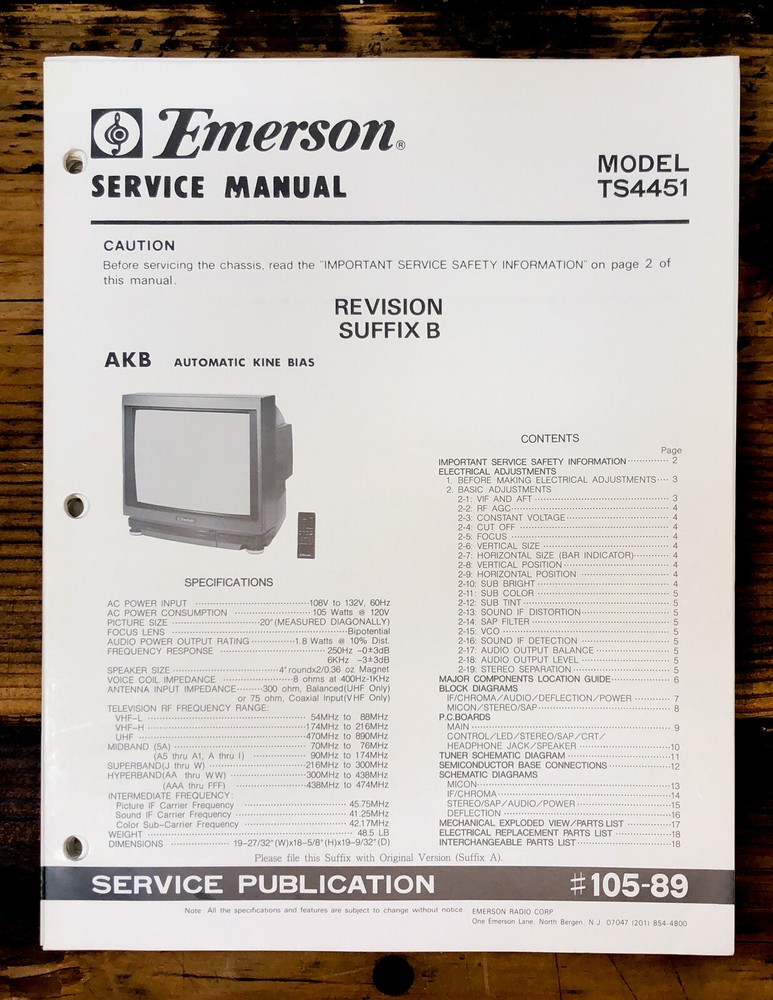 Emerson®
SERVICE MANUAL
MODEL
TS4451
CAUTION
Before servicing the chassis, read the "IMPORTANT SERVICE SAFETY INFORMATION" on page 2 of
this manual.
REVISION
SUFFIX B
AKB AUTOMATIC KINE BIAS
Emerson
SPECIFICATIONS
AC POWER INPUT 108V to 132V, 60Hz
AC POWER CONSUMPTION 105 Watts @ 120V
PICTURE SIZE 20" (MEASURED DIAGONALLY)
FOCUS LENS Bipotential
AUDIO POWER OUTPUT RATING 1.8 Watts @ 10% Dist.
FREQUENCY RESPONSE 250Hz -0±3dB
6KHz -3±3dB
SPEAKER SIZE 4" roundx2/0.36 oz Magnet
VOICE COIL IMPEDANCE 8 ohms at 400Hz-1KHz
ANTENNA INPUT IMPEDANCE 300 ohm, Balanced(UHF Only)
or 75 ohm, Coaxial Input(VHF Only)
TELEVISION RF FREQUENCY RANGE:
VHF-L 54MHz to 88MHz
VHF-H 174MHz to 216MHz
UHF 470MHz to 890MHz
MIDBAND (5A) 70MHz to 76MHz
(A5 thru A1, A thru I) 90MHz to 174MHz
SUPERBAND(J thru W) 216MHz to 300MHz
HYPERBAND(AA thru WW) 300MHz to 438MHz
(AAA thru FFF) 438MHz to 474MHz
INTERMEDIATE FREQUENCY:
Picture IF Carrier Frequency 45.75MHz
Sound IF Carrier Frequency 41.25MHz
Color Sub-Carrier Frequency 42.17MHz
WEIGHT 48.5 LB
DIMENSIONS 19-27/32"(W)x18-5/8"(H)x19-9/32"(D)
CONTENTS
Page
IMPORTANT SERVICE SAFETY INFORMATION 2
ELECTRICAL ADJUSTMENTS
1. BEFORE MAKING ELECTRICAL ADJUSTMENTS 3
2. BASIC ADJUSTMENTS
2-1: VIF AND AFT 3
2-2: RF AGC 4
2-3: CONSTANT VOLTAGE 4
2-4: CUT OFF 4
2-5: FOCUS 4
2-6: VERTICAL SIZE 4
2-7: HORIZONTAL SIZE (BAR INDICATOR) 4
2-8: VERTICAL POSITION 4
2-9: HORIZONTAL POSITION 4
2-10: SUB BRIGHT 4
2-11: SUB COLOR 5
2-12: SUB TINT 5
2-13: SOUND IF DISTORTION 5
2-14: SAP FILTER 5
2-15: VCO 5
2-16: SOUND IF DETECTION 5
2-17: AUDIO OUTPUT BALANCE 5
2-18: AUDIO OUTPUT LEVEL 5
2-19: STEREO SEPARATION 5
MAJOR COMPONENTS LOCATION GUIDE 6
BLOCK DIAGRAMS
IF/CHROMA/AUDIO/DEFLECTION/POWER 7
MICON/STEREO/SAP 8
P.C.BOARDS
MAIN 9
CONTROL/LED/STEREO/SAP/CRT/
HEADPHONE JACK/SPEAKER 10
TUNER SCHEMATIC DIAGRAM 11
SEMICONDUCTOR BASE CONNECTIONS 12
SCHEMATIC DIAGRAMS
MICON 13
IF/CHROMA 14
STEREO/SAP/AUDIO/POWER 15
DEFLECTION 16
MECHANICAL EXPLODED VIEW/PARTS LIST 17
ELECTRICAL REPLACEMENT PARTS LIST 18
INTERCHANGEABLE PARTS LIST 18
Please file this Suffix with Original Version (Suffix A).
SERVICE PUBLICATION #105-89
Note: All the specifications and features are subject to change without notice.
EMERSON RADIO CORP
One Emerson Lane, North Bergen, N J 07047 (201) 854-4800